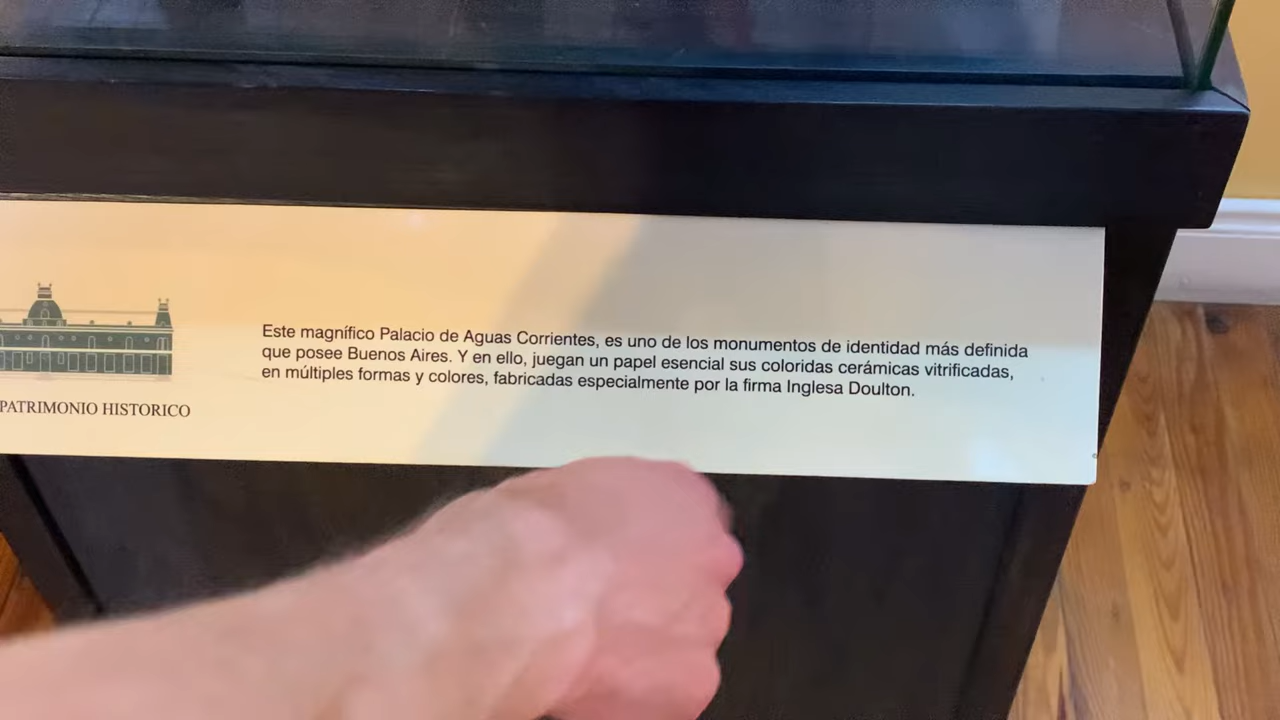 Este magnífico Palacio de Aguas Corrientes, es uno de los monumentos de identidad más definida
que posee Buenos Aires. Y en ello, juegan un papel esencial sus coloridas cerámicas vitrificadas,
en múltiples formas y colores, fabricadas especialmente por la firma Inglesa Doulton.
PATRIMONIO HISTORICO